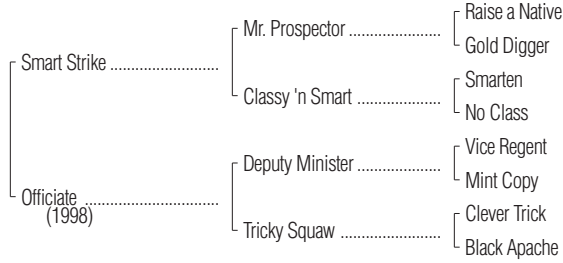 Raise a Native
Mr. Prospector ......................
Gold Digger
Smart Strike ..........................
Smarten
Classy 'n Smart ....................
No Class
Vice Regent
Deputy Minister ....................
Mint Copy
Officiate ................................
(1998)
Clever Trick
Tricky Squaw ........................
Black Apache